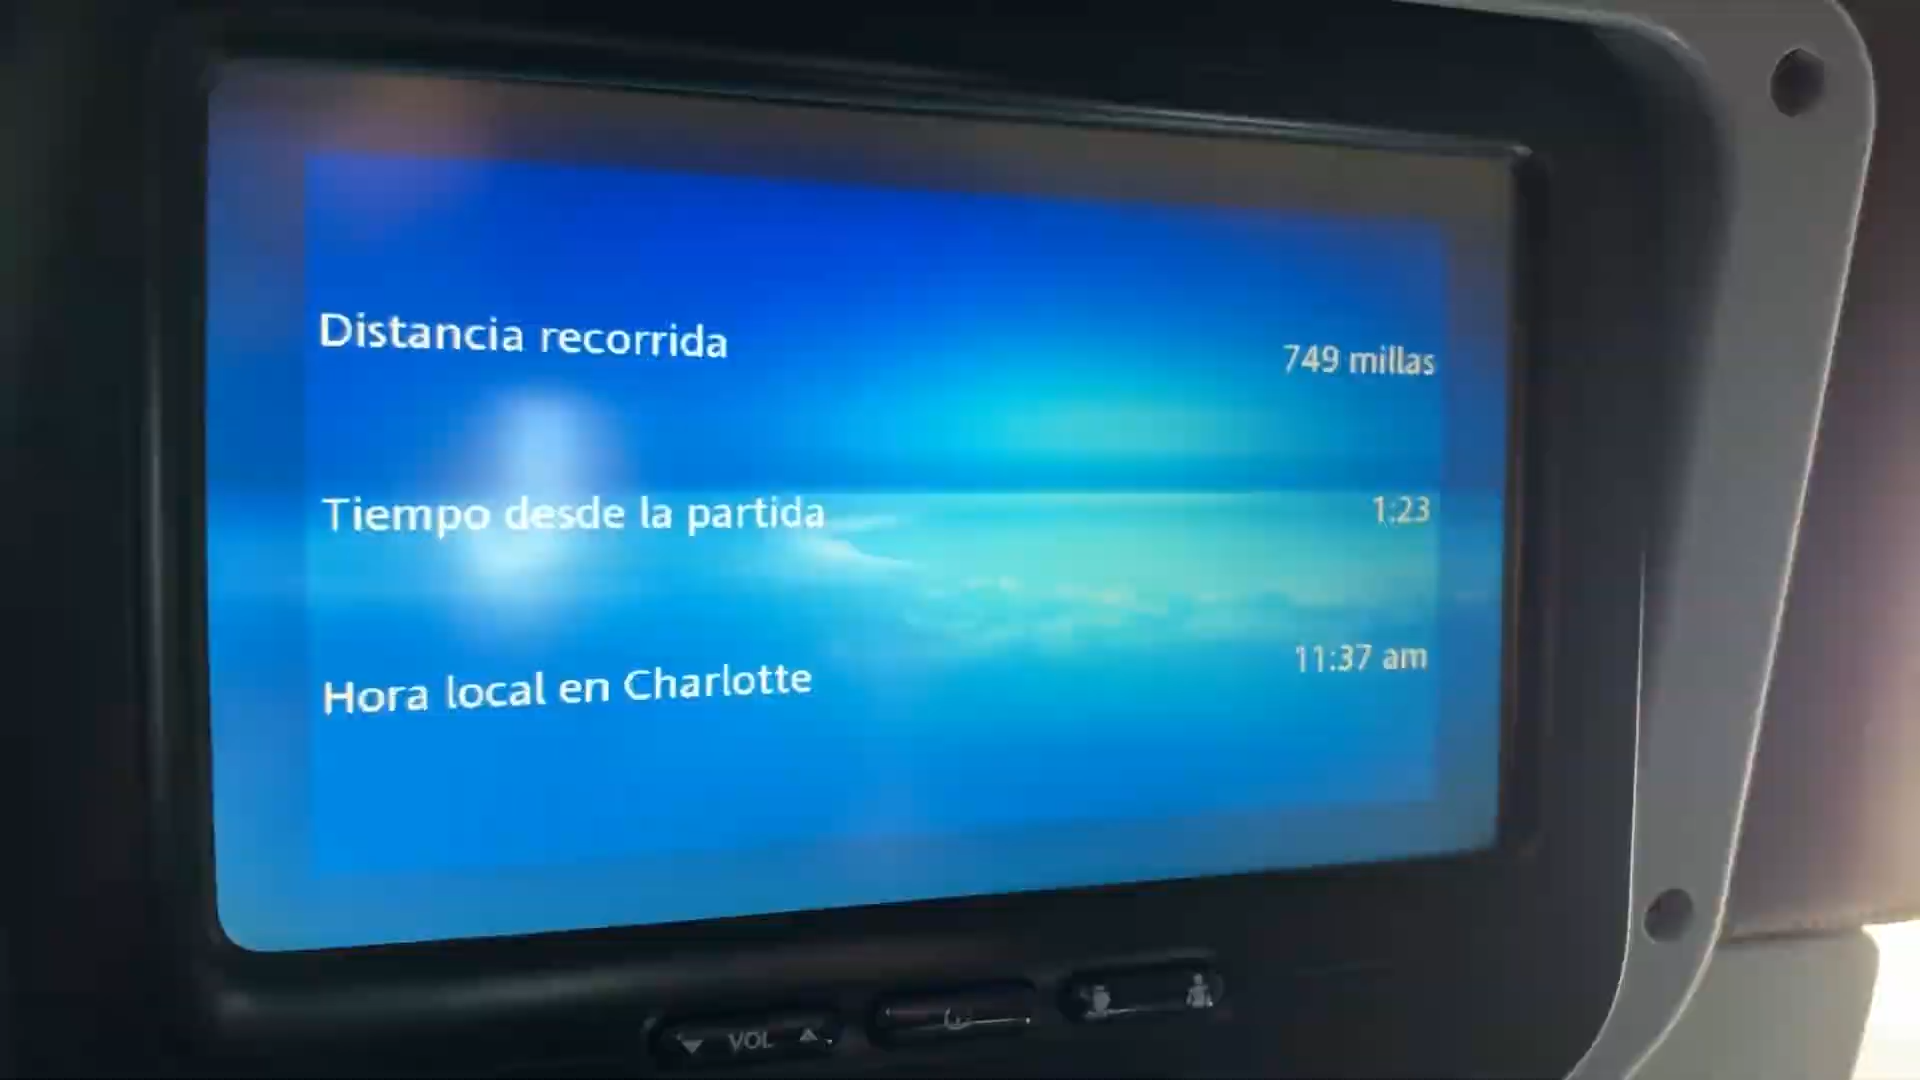 Distancia recorrida 749 millas
Tiempo desde la partida 1:23
Hora local en Charlotte 11:37 am
VOL